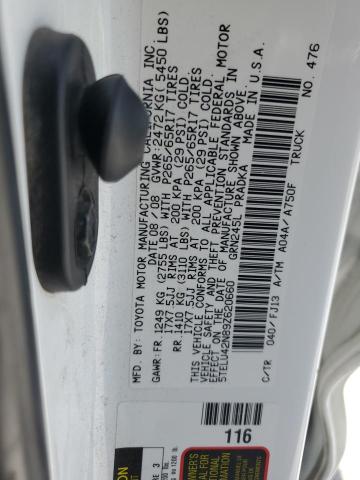 MFD. BY: TOYOTA MOTOR MANUFACTURING CALIFORNIA INC.
DATE 08/08 GVWR: 2472 KG( 5450 LBS)
GAWR:FR. 1249 KG (2755 LBS) WITH P265/65R17 TIRES
17X7.5JJ RIMS AT 200 KPA (29 PSI) COLD.
RR. 1410 KG (3110 LBS) WITH P265/65R17 TIRES
17X7.5JJ RIMS AT 200 KPA (29 PSI) COLD.
THIS VEHICLE CONFORMS TO ALL APPLICABLE FEDERAL MOTOR
VEHICLE SAFETY AND THEFT PREVENTION STANDARDS IN
EFFECT ON THE DATE OF MANUFACTURE SHOWN ABOVE.
5TELU42N89Z620660 GRN245L PRADKA MADE IN U.S.A.
C/TR 040/FJ13 A/TM A04A/A750F TRUCK NO. 476
116